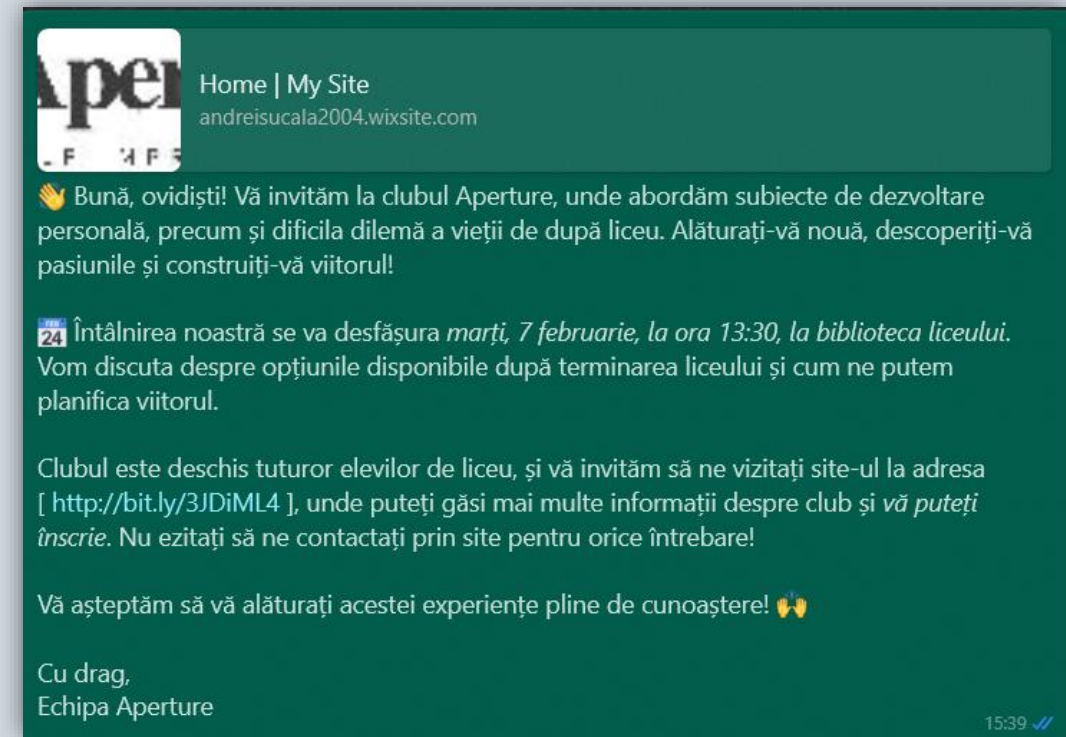 Aper
Home | My Site
andreisucala2004.wixsite.com
👋 Bună, ovidiști! Vă invităm la clubul Aperture, unde abordăm subiecte de dezvoltare
personală, precum și dificila dilemă a vieții de după liceu. Alăturați-vă nouă, descoperiți-vă
pasiunile și construiți-vă viitorul!
📆 Întâlnirea noastră se va desfășura marți, 7 februarie, la ora 13:30, la biblioteca liceului.
Vom discuta despre opțiunile disponibile după terminarea liceului și cum ne putem
planifica viitorul.
Clubul este deschis tuturor elevilor de liceu, și vă invităm să ne vizitați site-ul la adresa
[ http://bit.ly/3JDiML4 ], unde puteți găsi mai multe informații despre club și vă puteți
înscrie. Nu ezitați să ne contactați prin site pentru orice întrebare!
Vă așteptăm să vă alăturați acestei experiențe pline de cunoaștere! 🙌
Cu drag,
Echipa Aperture
15:39